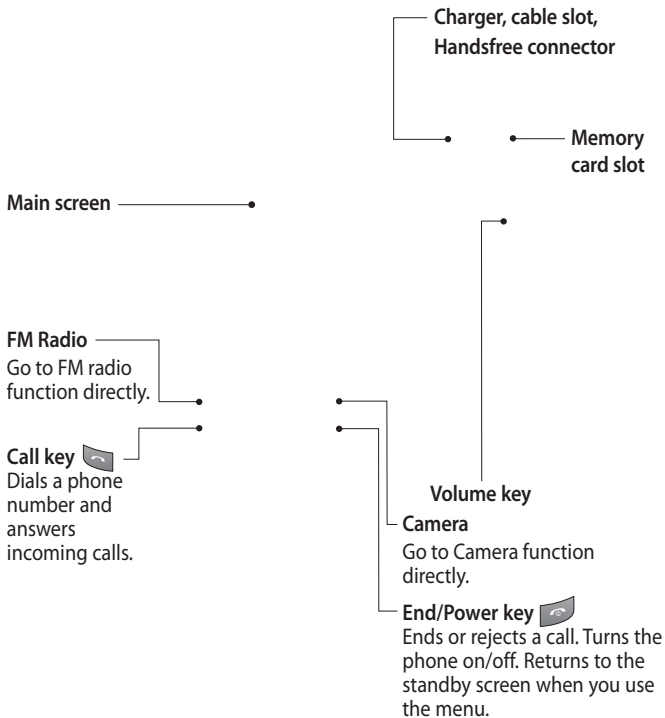 Charger, cable slot,
Handsfree connector
Memory
card slot
Main screen
FM Radio
Go to FM radio
function directly.
Call key
Dials a phone
number and
answers
incoming calls.
Volume key
Camera
Go to Camera function
directly.
End/Power key
Ends or rejects a call. Turns the
phone on/off. Returns to the
standby screen when you use
the menu.